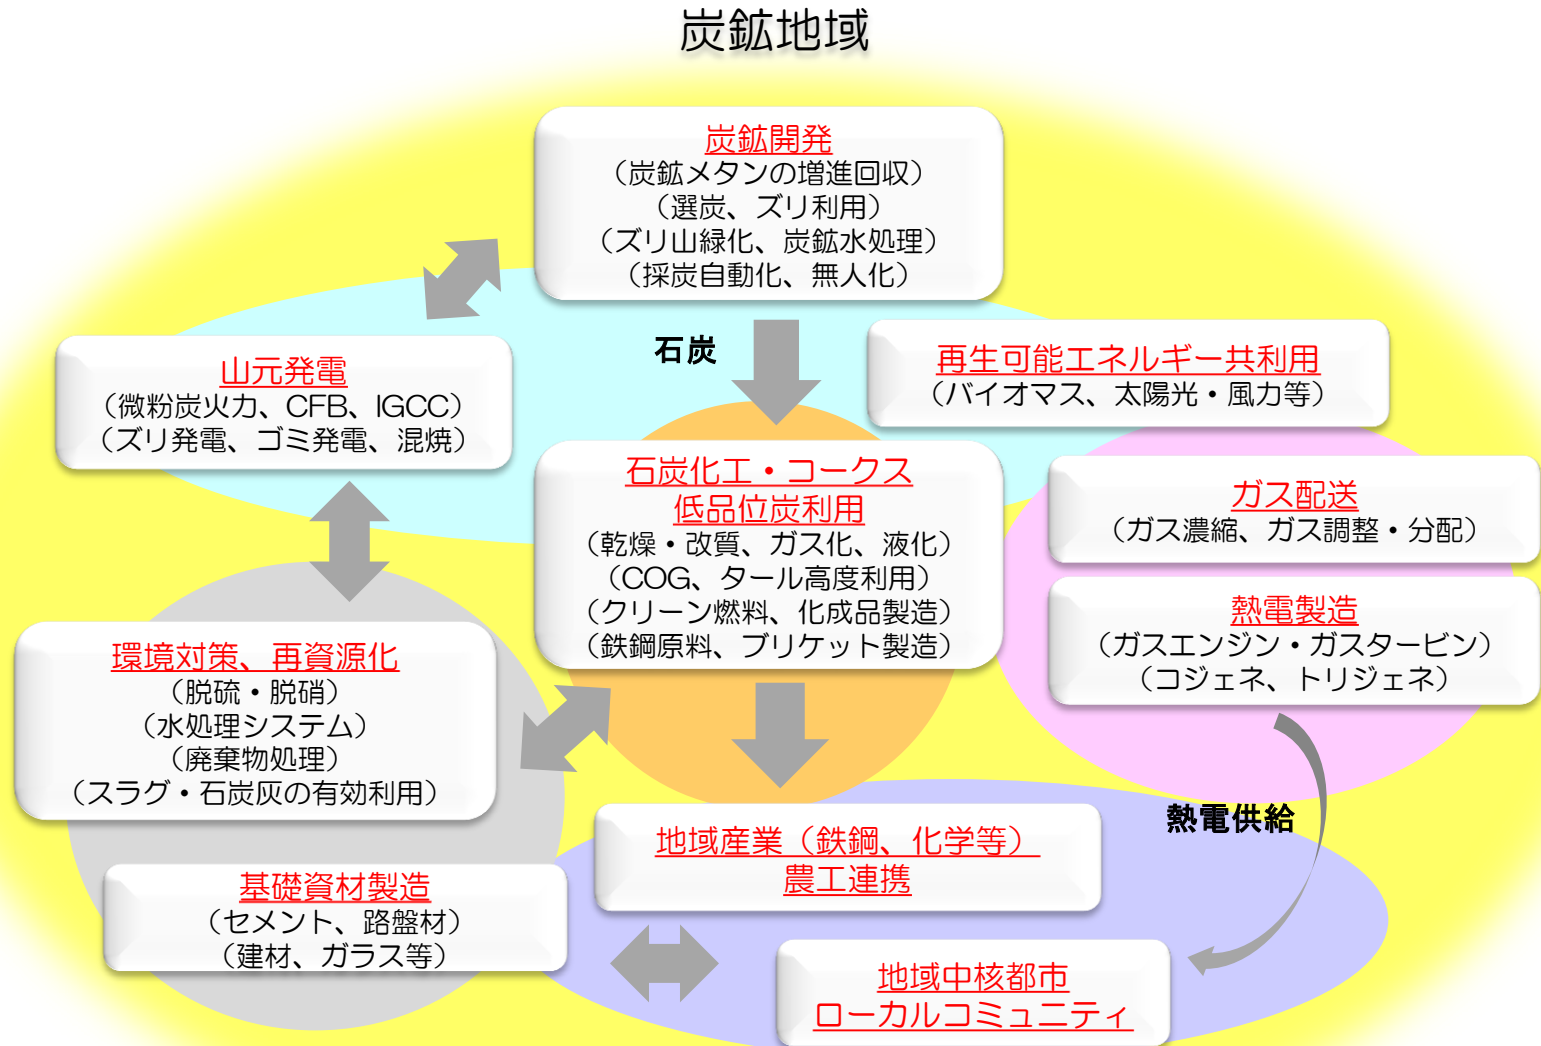 炭鉱地域
炭鉱開発
（炭鉱メタンの増進回収）
（選炭、ズリ利用）
（ズリ山緑化、炭鉱水処理）
（採炭自動化、無人化）
石炭
山元発電
（微粉炭火力、CFB、IGCC）
（ズリ発電、ゴミ発電、混焼）
再生可能エネルギー共利用
（バイオマス、太陽光・風力等）
石炭化工・コークス
低品位炭利用
（乾燥・改質、ガス化、液化）
（COG、タール高度利用）
（クリーン燃料、化成品製造）
（鉄鋼原料、ブリケット製造）
ガス配送
（ガス濃縮、ガス調整・分配）
熱電製造
（ガスエンジン・ガスタービン）
（コジェネ、トリジェネ）
環境対策、再資源化
（脱硫・脱硝）
（水処理システム）
（廃棄物処理）
（スラグ・石炭灰の有効利用）
熱電供給
地域産業（鉄鋼、化学等）
農工連携
基礎資材製造
（セメント、路盤材）
（建材、ガラス等）
地域中核都市
ローカルコミュニティ